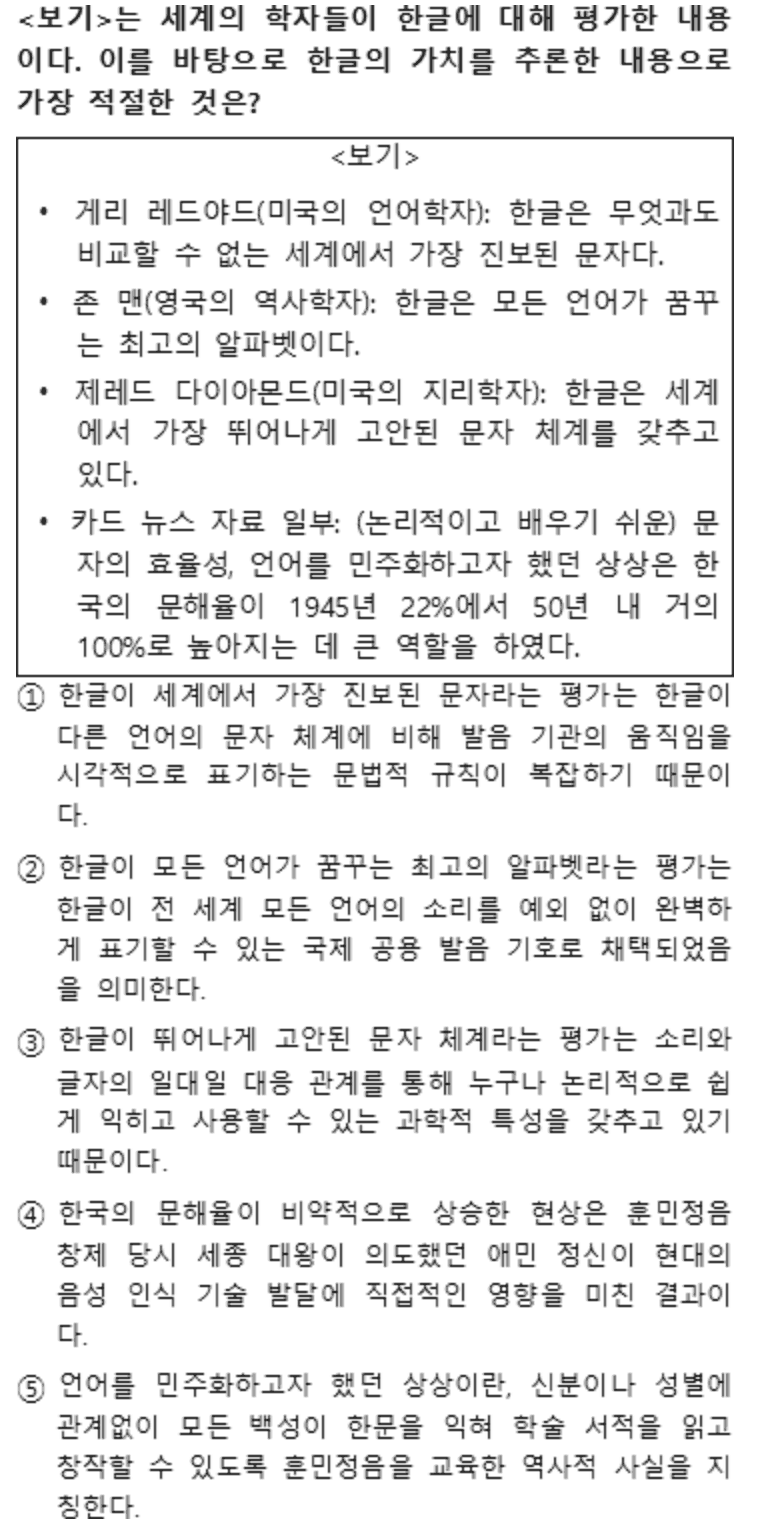 <보기>는 세계의 학자들이 한글에 대해 평가한 내용
이다. 이를 바탕으로 한글의 가치를 추론한 내용으로
가장 적절한 것은?
<보기>
• 게리 레드야드(미국의 언어학자): 한글은 무엇과도
비교할 수 없는 세계에서 가장 진보된 문자다.
• 존 맨(영국의 역사학자): 한글은 모든 언어가 꿈꾸
는 최고의 알파벳이다.
• 제레드 다이아몬드(미국의 지리학자): 한글은 세계
에서 가장 뛰어나게 고안된 문자 체계를 갖추고
있다.
• 카드 뉴스 자료 일부: (논리적이고 배우기 쉬운) 문
자의 효율성, 언어를 민주화하고자 했던 상상은 한
국의 문해율이 1945년 22%에서 50년 내 거의
100%로 높아지는 데 큰 역할을 하였다.
① 한글이 세계에서 가장 진보된 문자라는 평가는 한글이
다른 언어의 문자 체계에 비해 발음 기관의 움직임을
시각적으로 표기하는 문법적 규칙이 복잡하기 때문이
다.
② 한글이 모든 언어가 꿈꾸는 최고의 알파벳라는 평가는
한글이 전 세계 모든 언어의 소리를 예외 없이 완벽하
게 표기할 수 있는 국제 공용 발음 기호로 채택되었음
을 의미한다.
③ 한글이 뛰어나게 고안된 문자 체계라는 평가는 소리와
글자의 일대일 대응 관계를 통해 누구나 논리적으로 쉽
게 익히고 사용할 수 있는 과학적 특성을 갖추고 있기
때문이다.
④ 한국의 문해율이 비약적으로 상승한 현상은 훈민정음
창제 당시 세종 대왕이 의도했던 애민 정신이 현대의
음성 인식 기술 발달에 직접적인 영향을 미친 결과이
다.
⑤ 언어를 민주화하고자 했던 상상이란, 신분이나 성별에
관계없이 모든 백성이 한문을 익혀 학술 서적을 읽고
창작할 수 있도록 훈민정음을 교육한 역사적 사실을 지
칭한다.